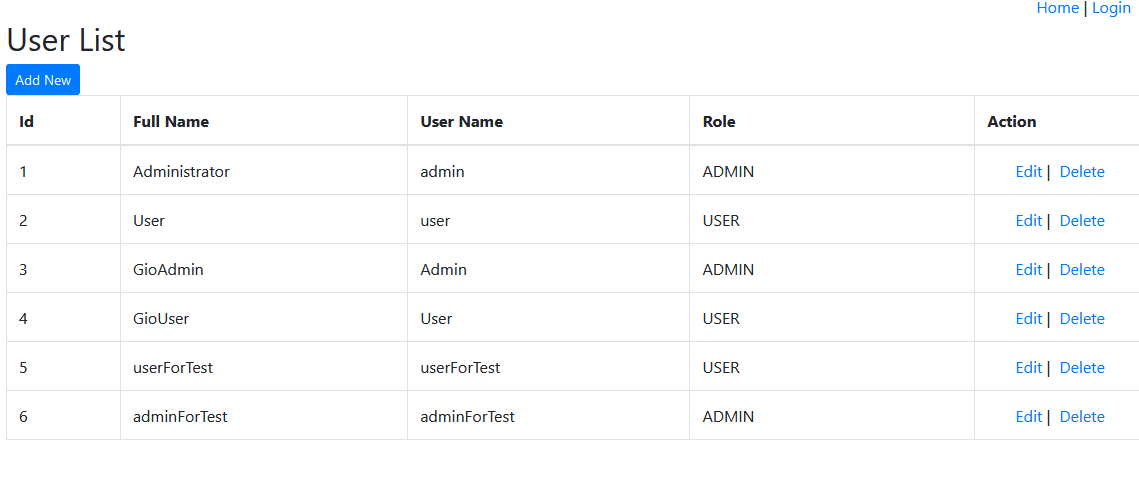 Home | Login
User List
Add New
Id Full Name User Name Role Action
1 Administrator admin ADMIN Edit | Delete
2 User user USER Edit | Delete
3 GioAdmin Admin ADMIN Edit | Delete
4 GioUser User USER Edit | Delete
5 userForTest userForTest USER Edit | Delete
6 adminForTest adminForTest ADMIN Edit | Delete